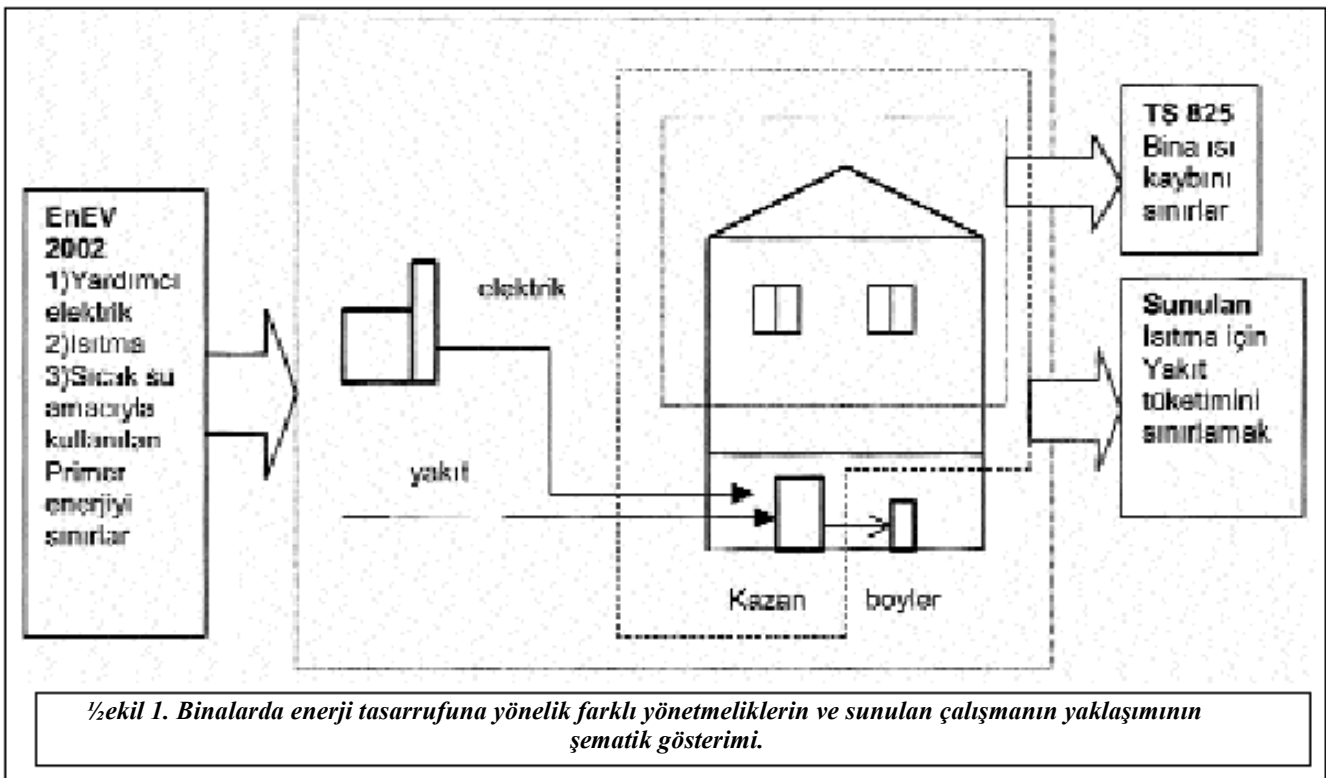 EnEV
2002
1)Yardımcı
elektrik
2)Isıtma
3)Sıcak su
amacıyla
kullanılan
Primer
enerjiyi
sınırlar
elektrik
yakıt
Kazan
boyler
TS 825
Bina ısı
kaybını
sınırlar
Sunulan
Isıtma için
Yakıt
tüketimini
sınırlamak
½ekil 1. Binalarda enerji tasarrufuna yönelik farklı yönetmeliklerin ve sunulan çalışmanın yaklaşımının
şematik gösterimi.